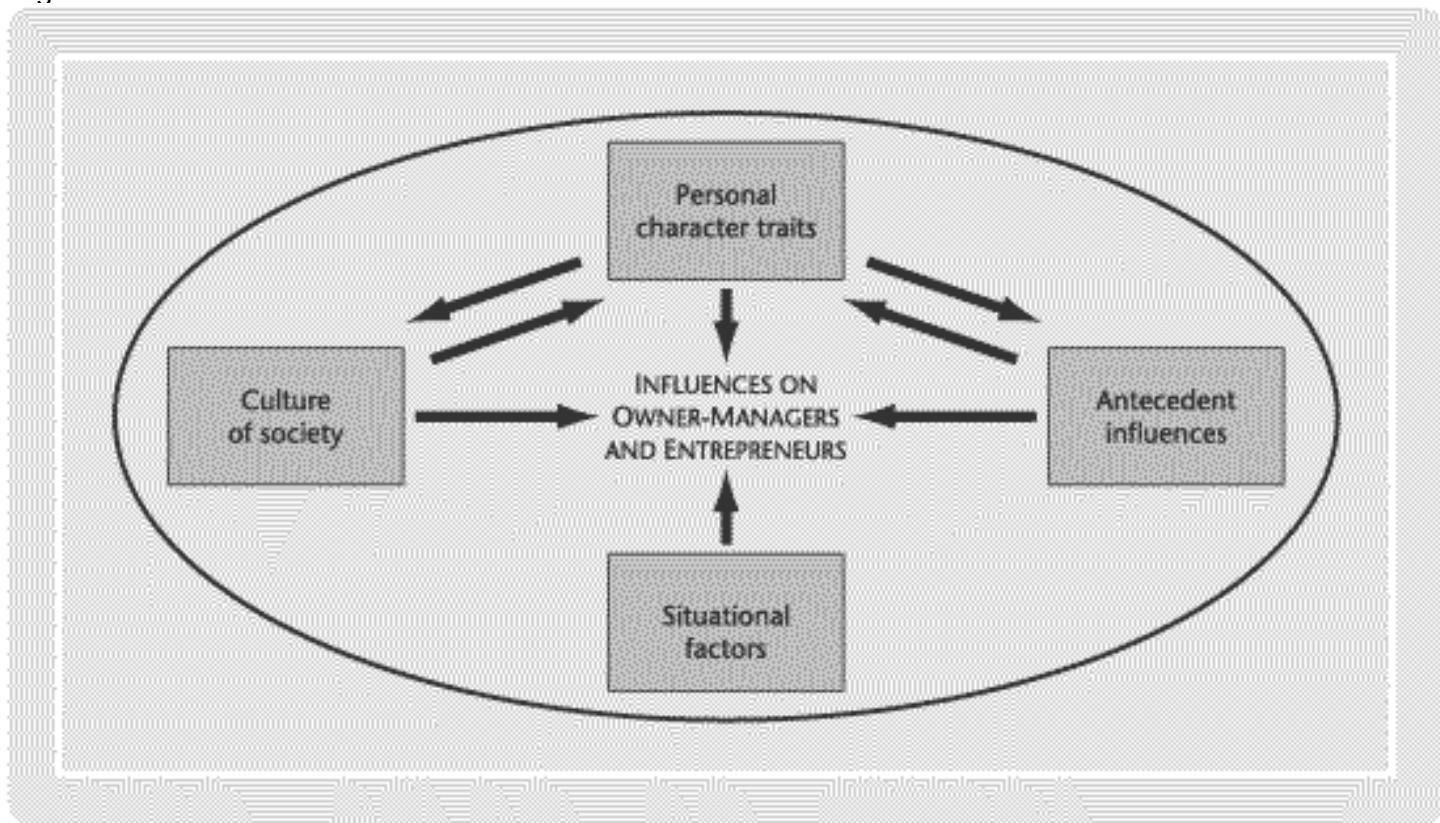 Personal
character traits
Culture
of society
INFLUENCES ON
OWNER-MANAGERS
AND ENTREPRENEURS
Antecedent
influences
Situational
factors